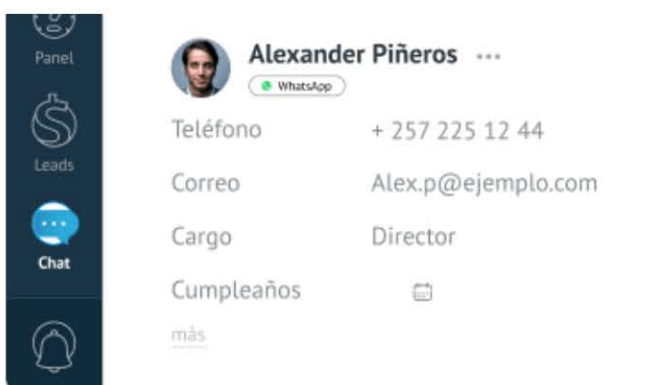 Panel
Leads
Chat
Alexander Piñeros ...
WhatsApp
Teléfono + 257 225 12 44
Correo Alex.p@ejemplo.com
Cargo Director
Cumpleaños
más